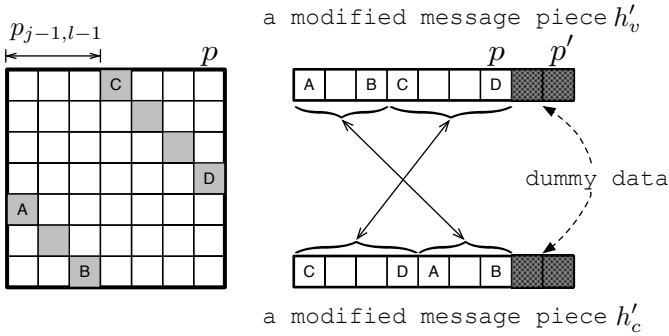 a modified message piece h'_v
p_{j-1,l-1}
p
p p'
C
A B C D
D
dummy data
A
B
C D A B
a modified message piece h'_c